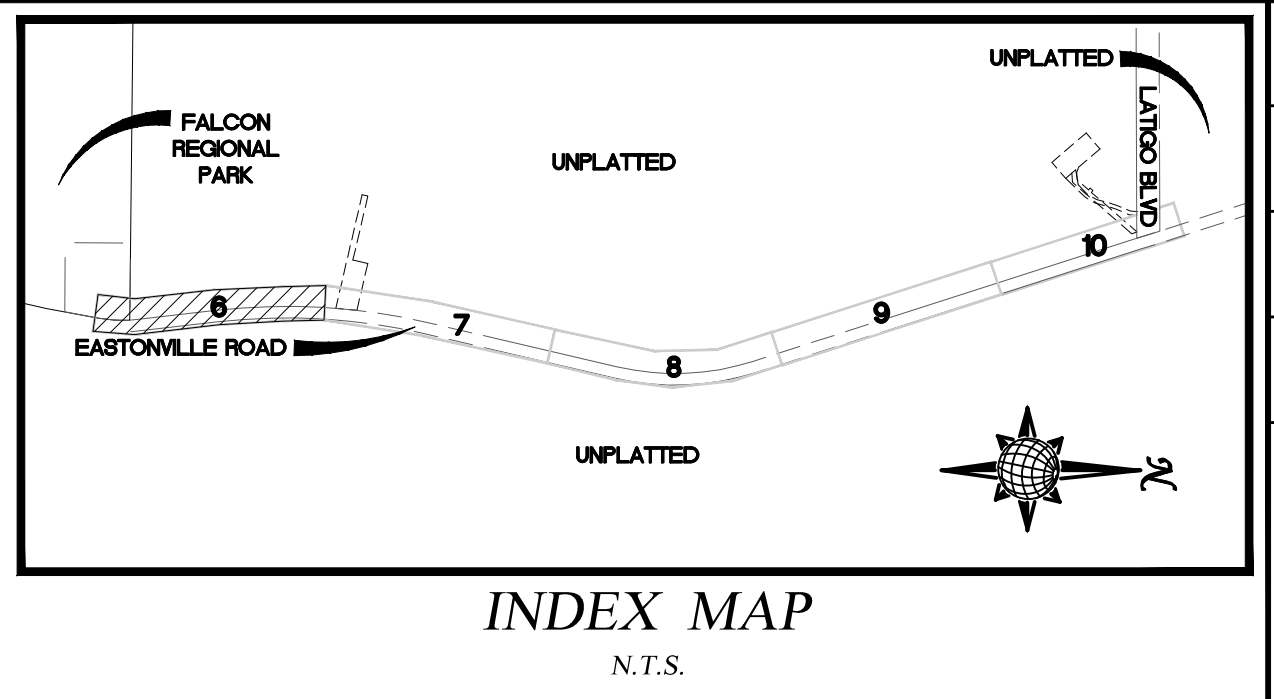 UNPLATTED
LATIGO BLVD
FALCON
REGIONAL
PARK
UNPLATTED
10
6
7
9
EASTONVILLE ROAD
8
UNPLATTED
N
INDEX MAP
N.T.S.